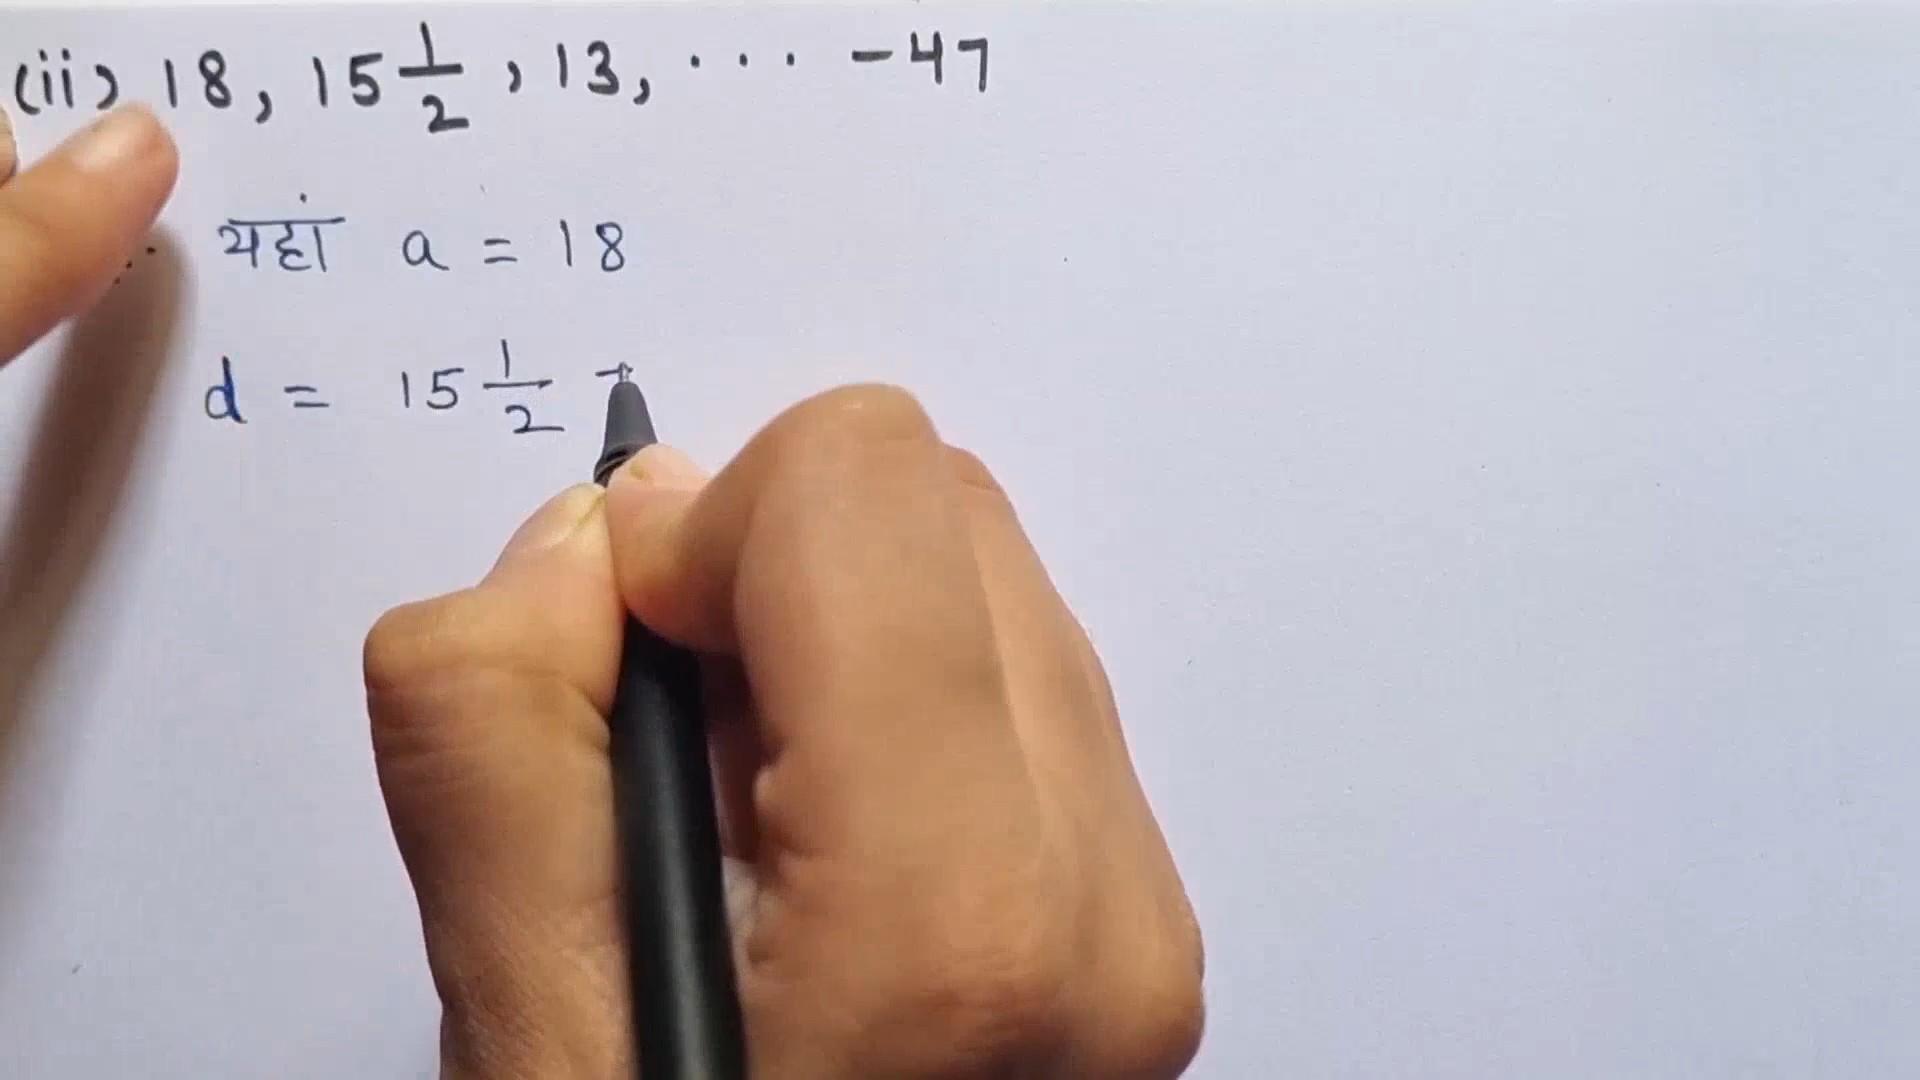 (ii) 18, 15 1/2, 13, ... -47
यहां a = 18
d = 15 1/2 -